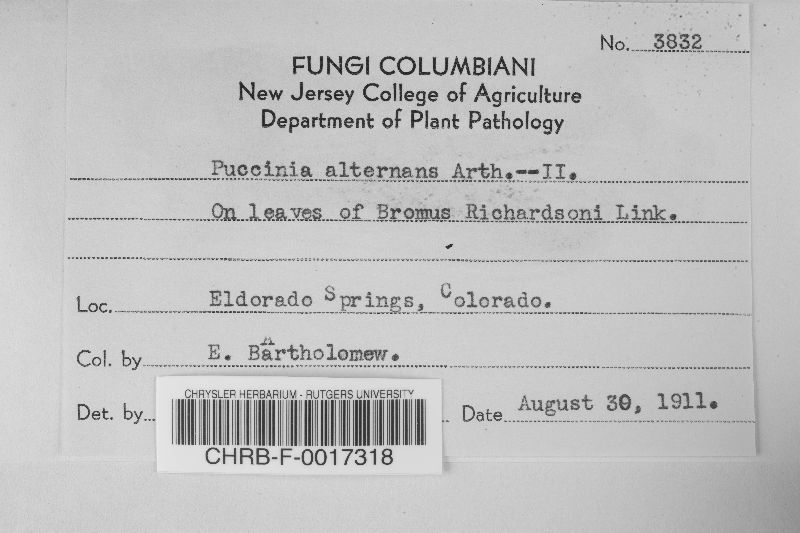 No. 3832
FUNGI COLUMBIANI
New Jersey College of Agriculture
Department of Plant Pathology
Puccinia alternans Arth.--II.
On leaves of Bromus Richardsoni Link.
Loc. Eldorado Springs, Colorado.
Col. by E. Bartholomew.
Det. by
Date August 30, 1911.
CHRYSLER HERBARIUM - RUTGERS UNIVERSITY
CHRB-F-0017318